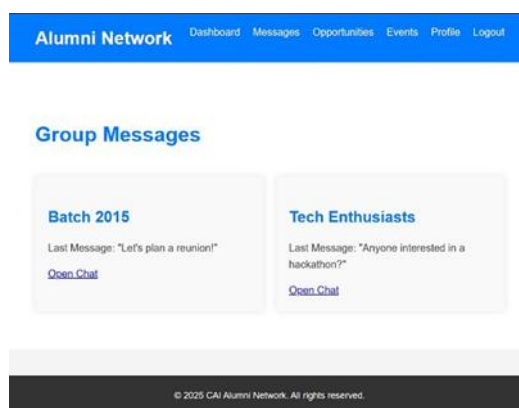 Alumni Network
Dashboard Messages Opportunities Events Profile Logout
Group Messages
Batch 2015
Last Message: "Let's plan a reunion!"
Open Chat
Tech Enthusiasts
Last Message: "Anyone interested in a
hackathon?"
Open Chat
© 2025 CAI Alumni Network. All rights reserved.